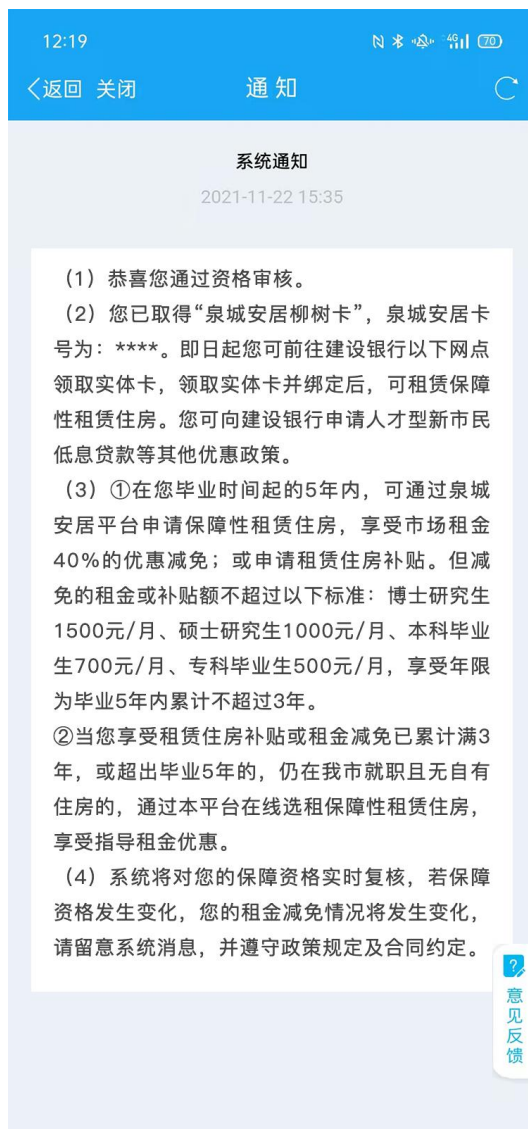 12:19
4G
70
返回 关闭
通知
系统通知
2021-11-22 15:35
（1）恭喜您通过资格审核。
（2）您已取得“泉城安居柳树卡”，泉城安居卡
号为：****。即日起您可前往建设银行以下网点
领取实体卡，领取实体卡并绑定后，可租赁保障
性租赁住房。您可向建设银行申请人才型新市民
低息贷款等其他优惠政策。
（3）①在您毕业时间起的5年内，可通过泉城
安居平台申请保障性租赁住房，享受市场租金
40%的优惠减免；或申请租赁住房补贴。但减
免的租金或补贴额不超过以下标准：博士研究生
1500元/月、硕士研究生1000元/月、本科毕业
生700元/月、专科毕业生500元/月，享受年限
为毕业5年内累计不超过3年。
②当您享受租赁住房补贴或租金减免已累计满3
年，或超出毕业5年的，仍在我市就职且无自有
住房的，通过本平台在线选租保障性租赁住房，
享受指导租金优惠。
（4）系统将对您的保障资格实时复核，若保障
资格发生变化，您的租金减免情况将发生变化，
请留意系统消息，并遵守政策规定及合同约定。
意见反馈